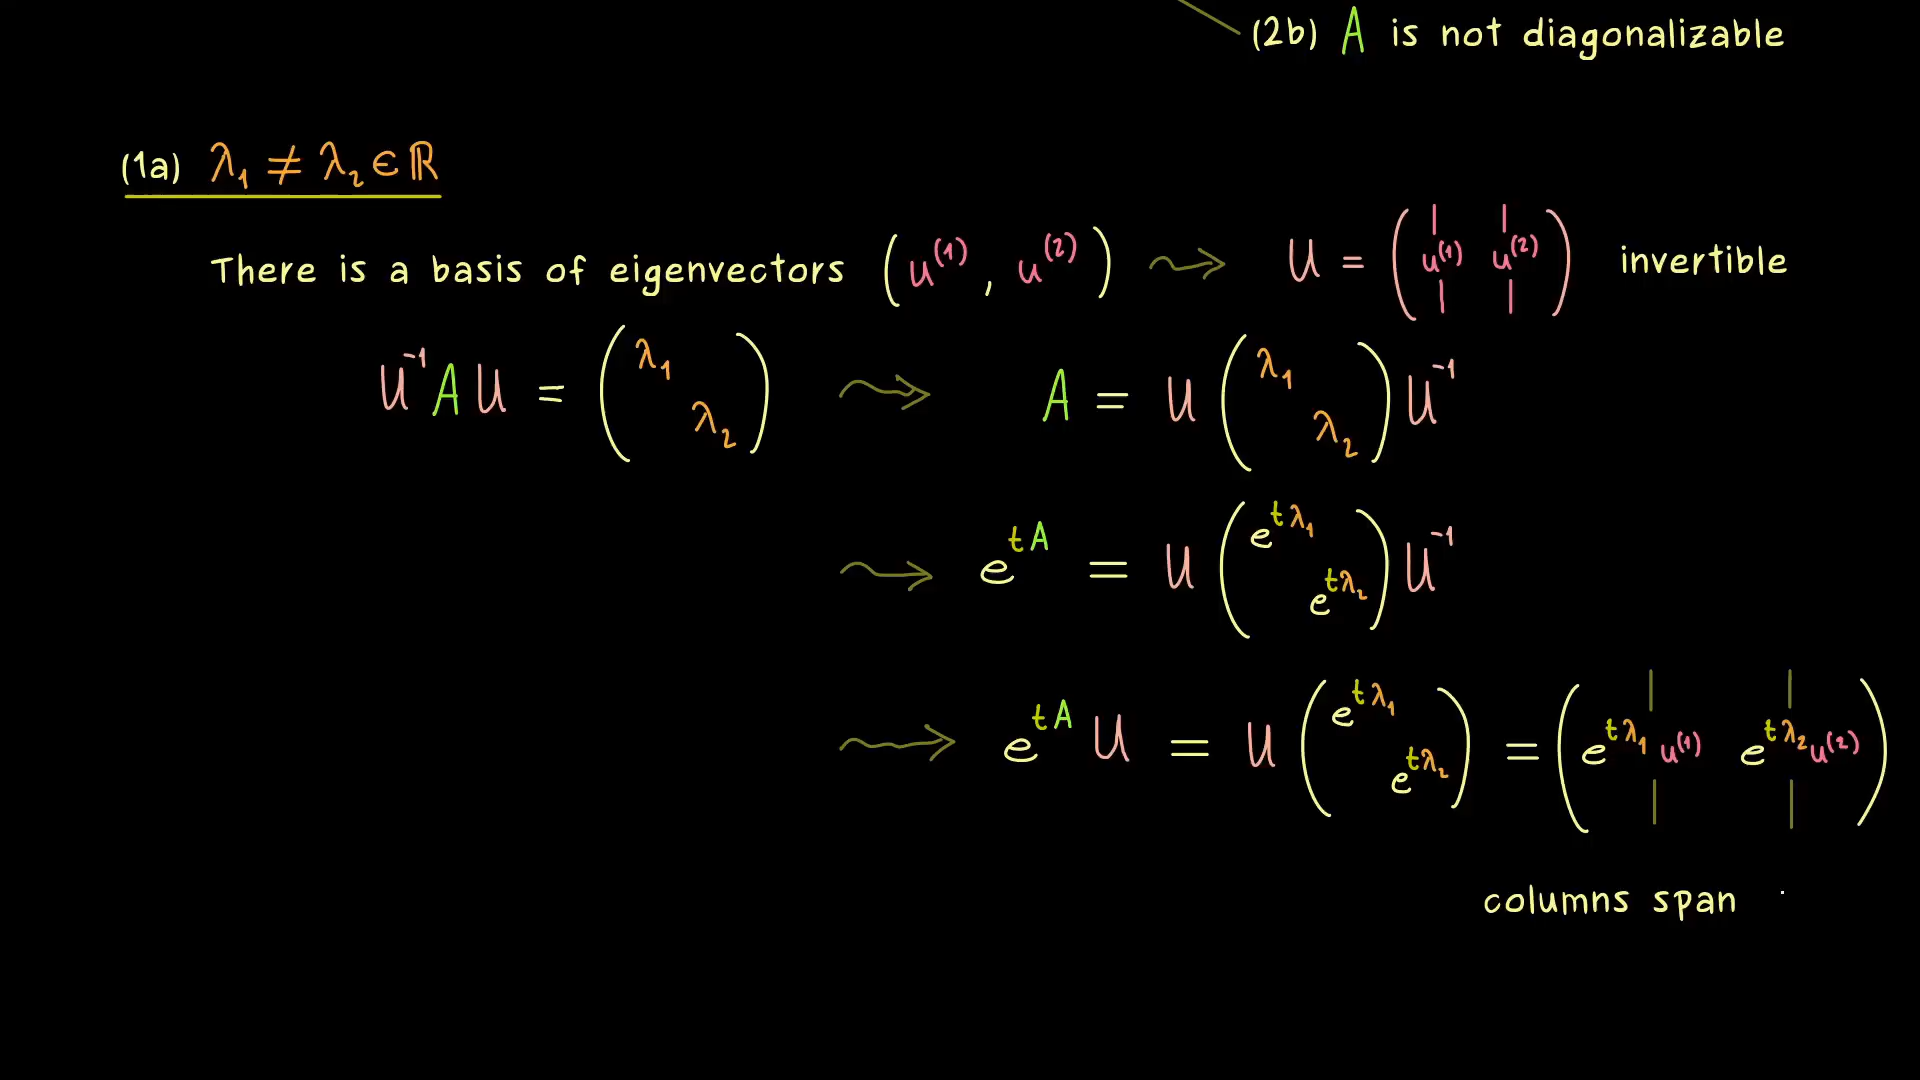 (2b) A is not diagonalizable
(1a) λ₁ ≠ λ₂ ∈ ℝ
There is a basis of eigenvectors (u⁽¹⁾, u⁽²⁾) ⇝ U = ( u⁽¹⁾ u⁽²⁾ ) invertible
U⁻¹ A U = ( λ₁ λ₂ ) ⇝ A = U ( λ₁ λ₂ ) U⁻¹
⇝ e^{tA} = U ( e^{tλ₁} e^{tλ₂} ) U⁻¹
⇝ e^{tA} U = U ( e^{tλ₁} e^{tλ₂} ) = ( e^{tλ₁} u⁽¹⁾ e^{tλ₂} u⁽²⁾ )
columns span